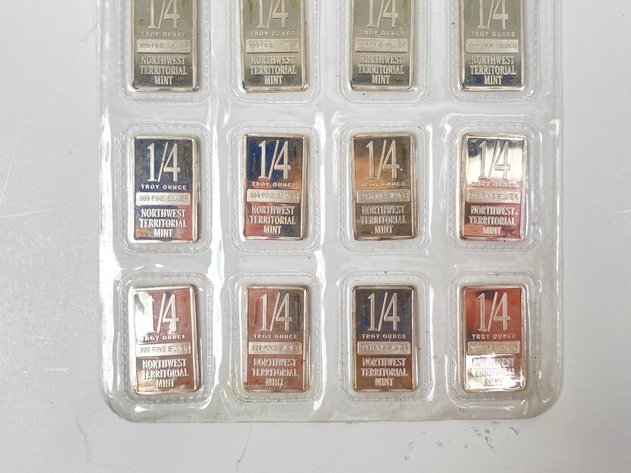 1/4 1/4 1/4 1/4
TROY OUNCE TROY OUNCE TROY OUNCE TROY OUNCE
.999 FINE SILVER .999 FINE SILVER .999 FINE SILVER .999 FINE SILVER
NORTHWEST NORTHWEST NORTHWEST NORTHWEST
TERRITORIAL TERRITORIAL TERRITORIAL TERRITORIAL
MINT MINT MINT MINT
1/4 1/4 1/4 1/4
TROY OUNCE TROY OUNCE TROY OUNCE TROY OUNCE
.999 FINE SILVER .999 FINE SILVER .999 FINE SILVER .999 FINE SILVER
NORTHWEST NORTHWEST NORTHWEST NORTHWEST
TERRITORIAL TERRITORIAL TERRITORIAL TERRITORIAL
MINT MINT MINT MINT
1/4 1/4 1/4 1/4
TROY OUNCE TROY OUNCE TROY OUNCE TROY OUNCE
.999 FINE SILVER .999 FINE SILVER .999 FINE SILVER .999 FINE SILVER
NORTHWEST NORTHWEST NORTHWEST NORTHWEST
TERRITORIAL TERRITORIAL TERRITORIAL TERRITORIAL
MINT MINT MINT MINT